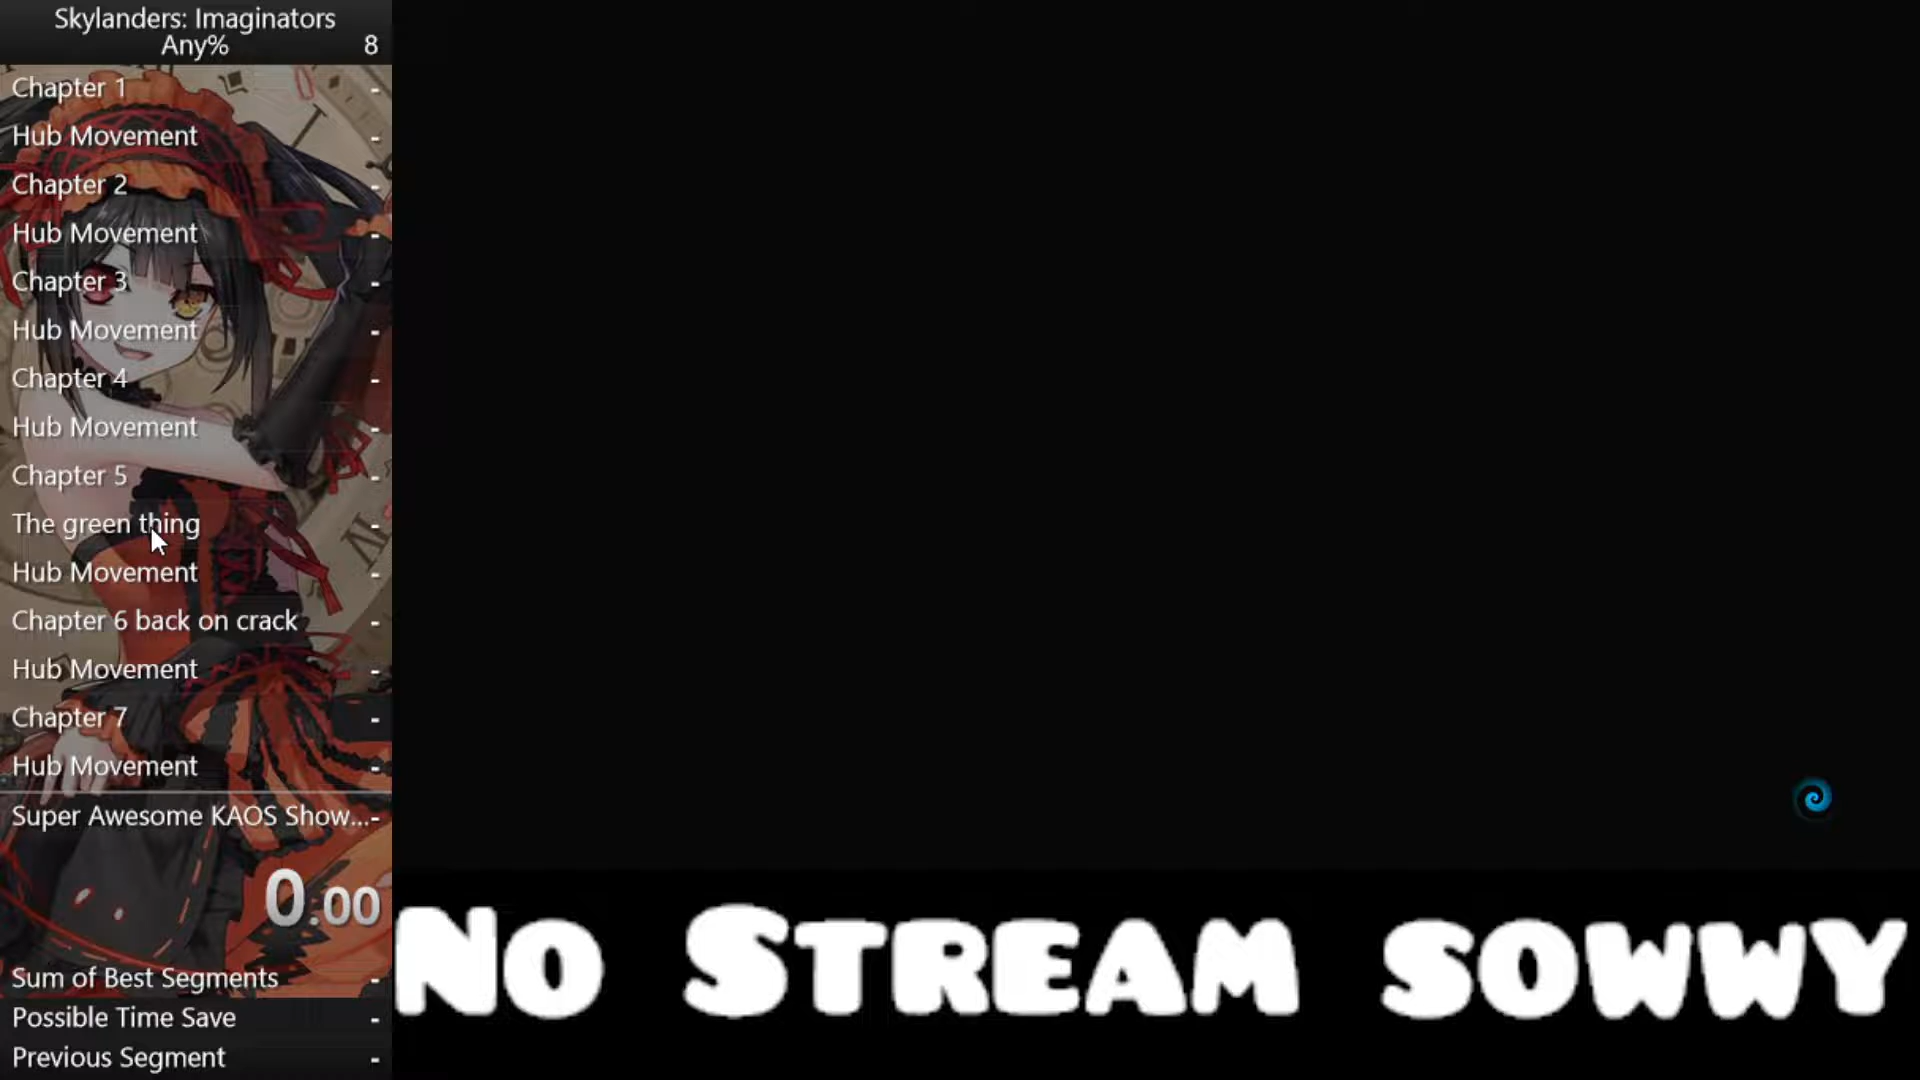 Skylanders: Imaginators
Any% 8
Chapter 1 -
Hub Movement -
Chapter 2 -
Hub Movement -
Chapter 3 -
Hub Movement -
Chapter 4 -
Hub Movement -
Chapter 5 -
The green thing -
Hub Movement -
Chapter 6 back on crack -
Hub Movement -
Chapter 7 -
Hub Movement -
Super Awesome KAOS Show...-
0.00
Sum of Best Segments -
Possible Time Save -
Previous Segment -
No Stream sowwy